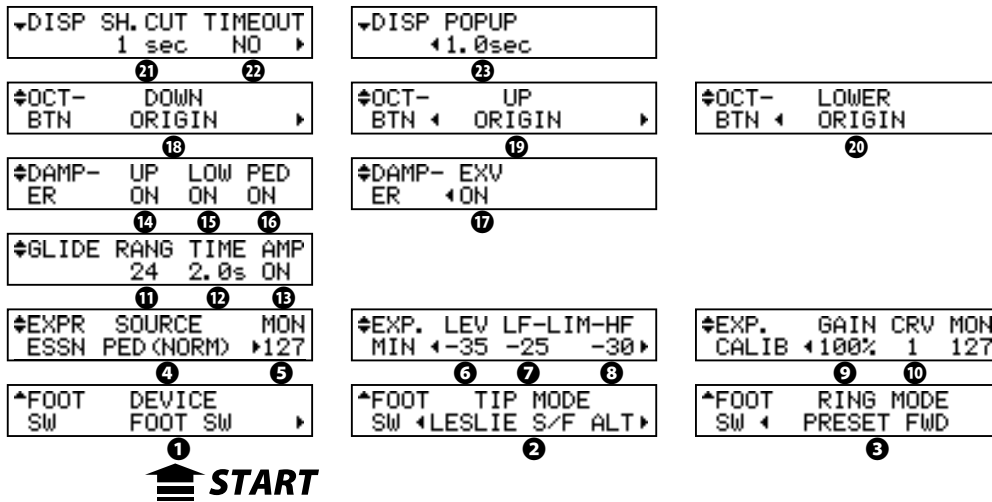 DISP SH.CUT TIMEOUT
1 sec NO
21 22
DISP POPUP
1.0sec
23
OCT- DOWN
BTN ORIGIN
18
OCT- UP
BTN ORIGIN
19
OCT- LOWER
BTN ORIGIN
20
DAMP- UP LOW PED
ER ON ON ON
14 15 16
DAMP- EXV
ER ON
17
GLIDE RANG TIME AMP
24 2.0s ON
11 12 13
EXPR SOURCE MON
ESSN PED(NORM) 127
4 5
EXP. LEV LF-LIM-HF
MIN -35 -25 -30
6 7 8
EXP. GAIN CRV MON
CALIB 100% 1 127
9 10
FOOT DEVICE
SW FOOT SW
1
FOOT TIP MODE
SW LESLIE S/F ALT
2
FOOT RING MODE
SW PRESET FWD
3
START